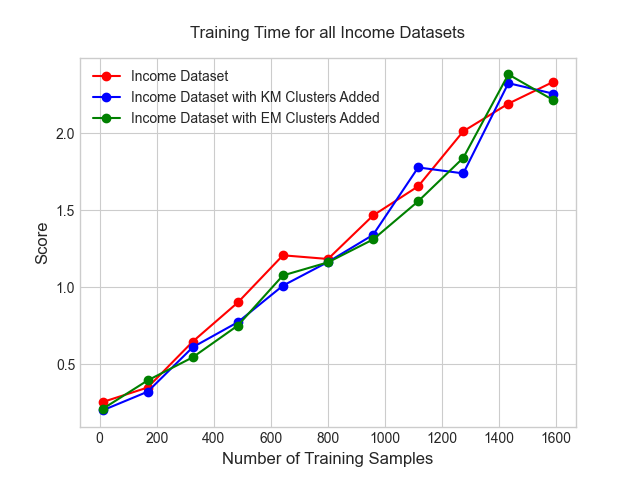 Training Time for all Income Datasets
Income Dataset
Income Dataset with KM Clusters Added
Income Dataset with EM Clusters Added
Score
2.0
1.5
1.0
0.5
0 200 400 600 800 1000 1200 1400 1600
Number of Training Samples